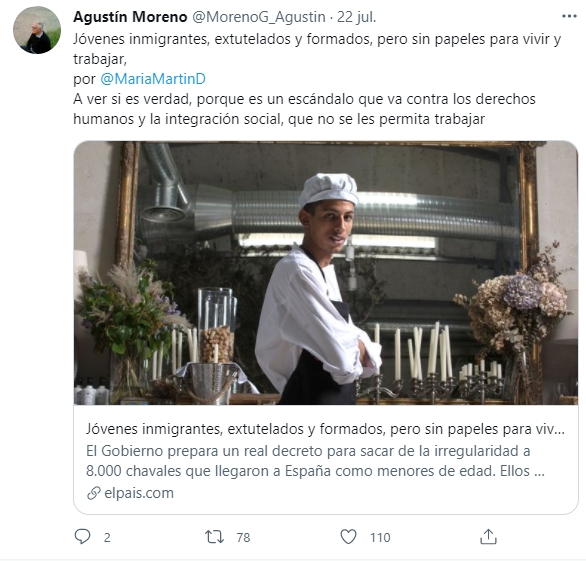 Agustín Moreno @MorenoG_Agustin · 22 jul.
Jóvenes inmigrantes, extutelados y formados, pero sin papeles para vivir y
trabajar,
por @MariaMartinD
A ver si es verdad, porque es un escándalo que va contra los derechos
humanos y la integración social, que no se les permita trabajar
Jóvenes inmigrantes, extutelados y formados, pero sin papeles para viv...
El Gobierno prepara un real decreto para sacar de la irregularidad a
8.000 chavales que llegaron a España como menores de edad. Ellos ...
elpais.com
2 78 110